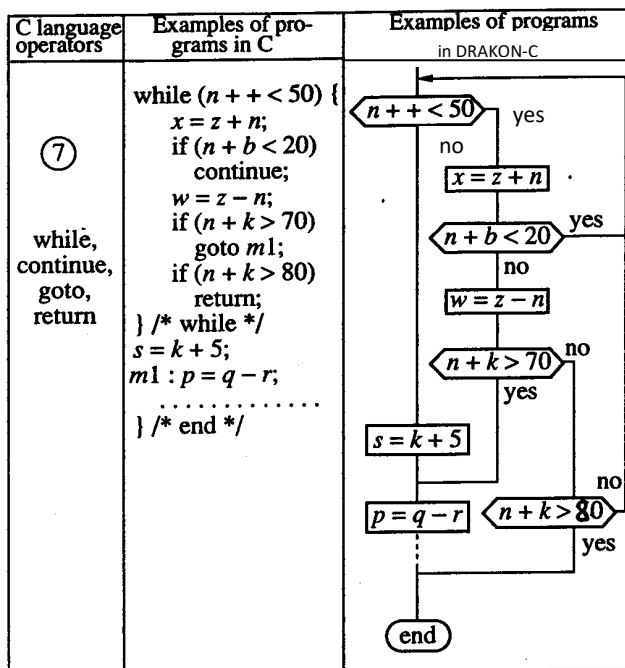 C language
operators
Examples of pro-
grams in C
Examples of programs
in DRAKON-C
7
while,
continue,
goto,
return
while (n + + < 50) {
x = z + n;
if (n + b < 20)
continue;
w = z − n;
if (n + k > 70)
goto m1;
if (n + k > 80)
return;
} /* while */
s = k + 5;
m1 : p = q − r;
. . . . . . . . . . . . .
} /* end */
n + + < 50
yes
no
x = z + n
n + b < 20
yes
no
w = z − n
n + k > 70
no
yes
s = k + 5
p = q − r
n + k > 80
no
yes
end